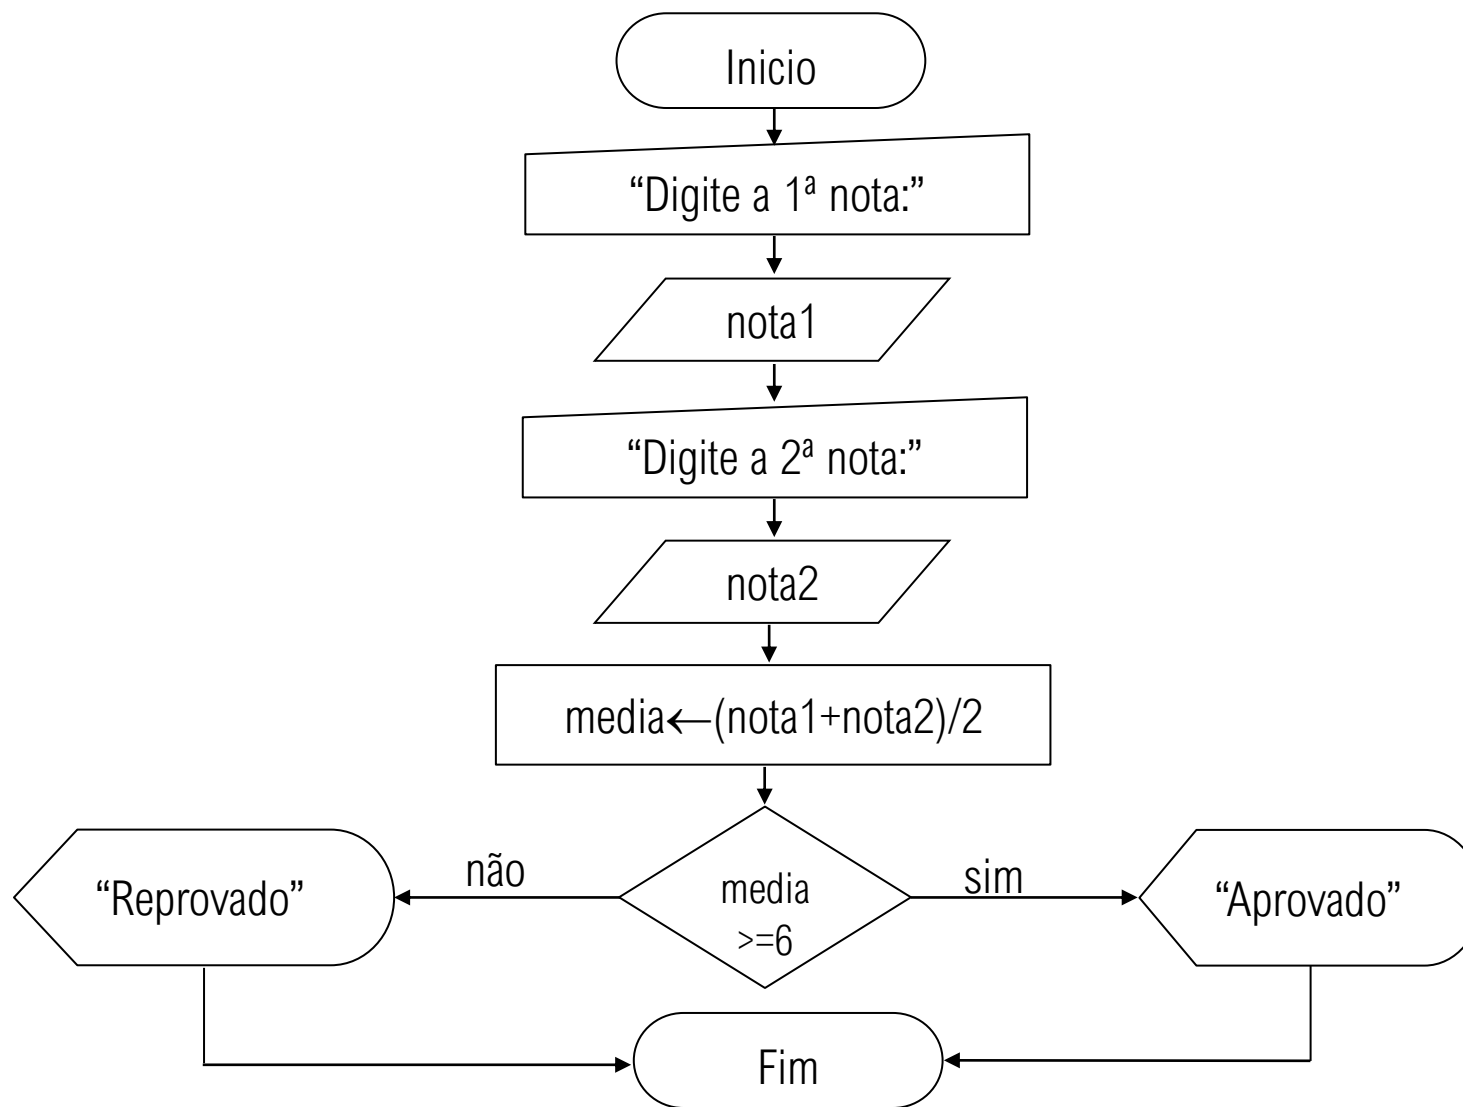 Inicio
“Digite a 1ª nota:”
nota1
“Digite a 2ª nota:”
nota2
media←(nota1+nota2)/2
não
sim
“Reprovado”
media
>=6
“Aprovado”
Fim